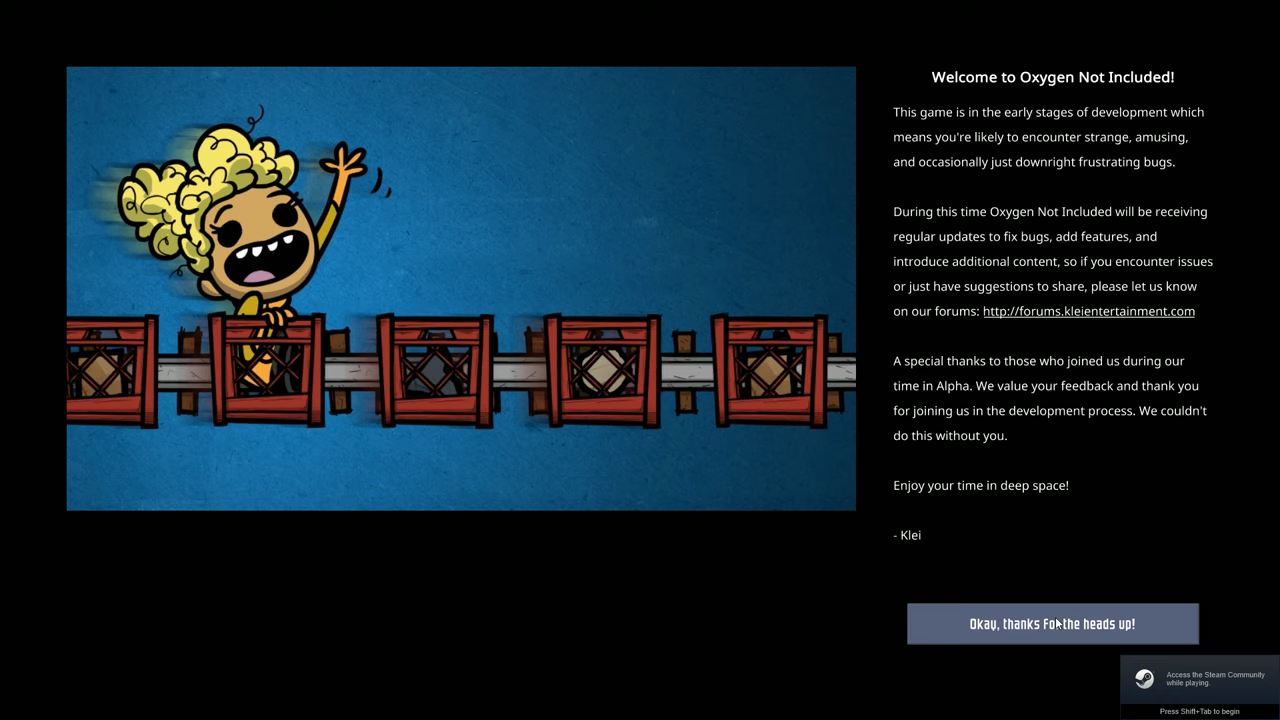 Welcome to Oxygen Not Included!
This game is in the early stages of development which
means you're likely to encounter strange, amusing,
and occasionally just downright frustrating bugs.
During this time Oxygen Not Included will be receiving
regular updates to fix bugs, add features, and
introduce additional content, so if you encounter issues
or just have suggestions to share, please let us know
on our forums: http://forums.kleientertainment.com
A special thanks to those who joined us during our
time in Alpha. We value your feedback and thank you
for joining us in the development process. We couldn't
do this without you.
Enjoy your time in deep space!
- Klei
Okay, thanks for the heads up!
Access the Steam Community
while playing.
Press Shift+Tab to begin